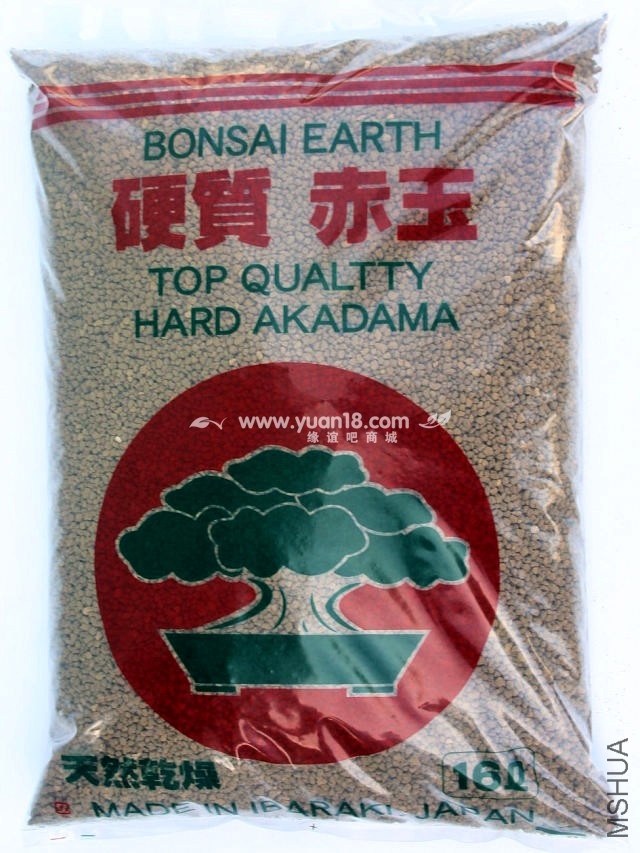 BONSAI EARTH
硬質 赤玉
TOP QUALTTY
HARD AKADAMA
www.yuan18.com
缘谊吧商城
天然乾燥
16ℓ
MADE IN IBARAKI, JAPAN
MSHUA